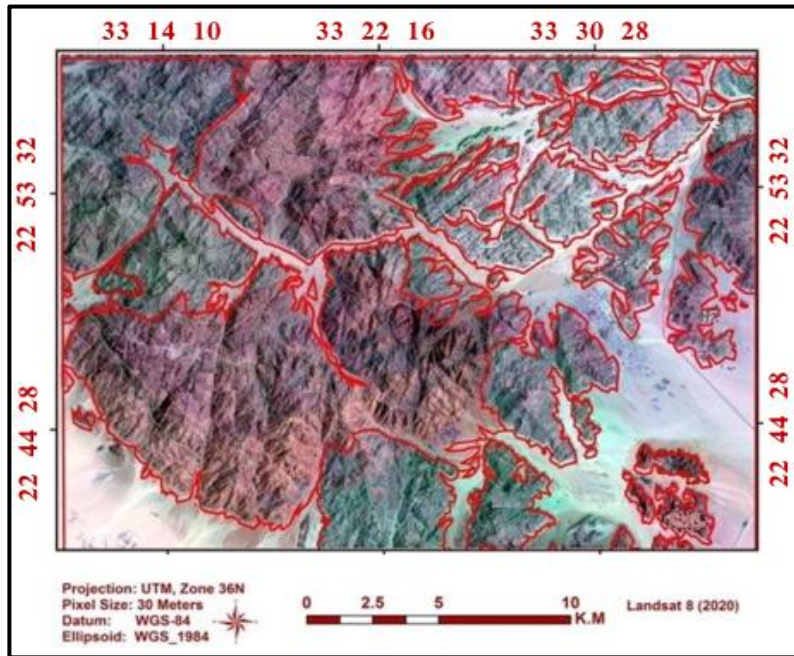 33 14 10 33 22 16 33 30 28
22 53 32
22 53 32
22 44 28
22 44 28
Projection: UTM, Zone 36N
Pixel Size: 30 Meters
Datum: WGS-84
Ellipsoid: WGS_1984
0 2.5 5 10
K.M
Landsat 8 (2020)